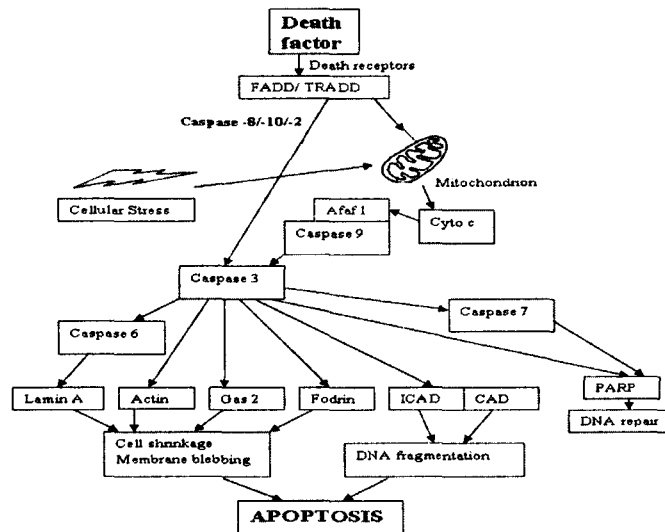 Death
factor
Death receptors
FADD/ TRADD
Caspase -8/-10/-2
Mitochondrion
Cellular Stress
Afaf 1
Cyto c
Caspase 9
Caspase 3
Caspase 7
Caspase 6
PARP
Lamin A
Actin
Gas 2
Fodrin
ICAD
CAD
DNA repair
Cell shrinkage
Membrane blebbing
DNA fragmentation
APOPTOSIS